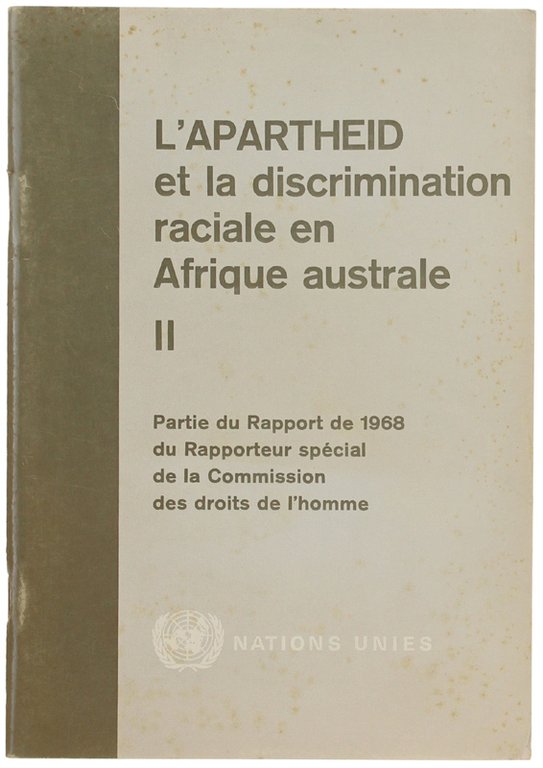 L'APARTHEID
et la discrimination
raciale en
Afrique australe
II
Partie du Rapport de 1968
du Rapporteur spécial
de la Commission
des droits de l'homme
NATIONS UNIES